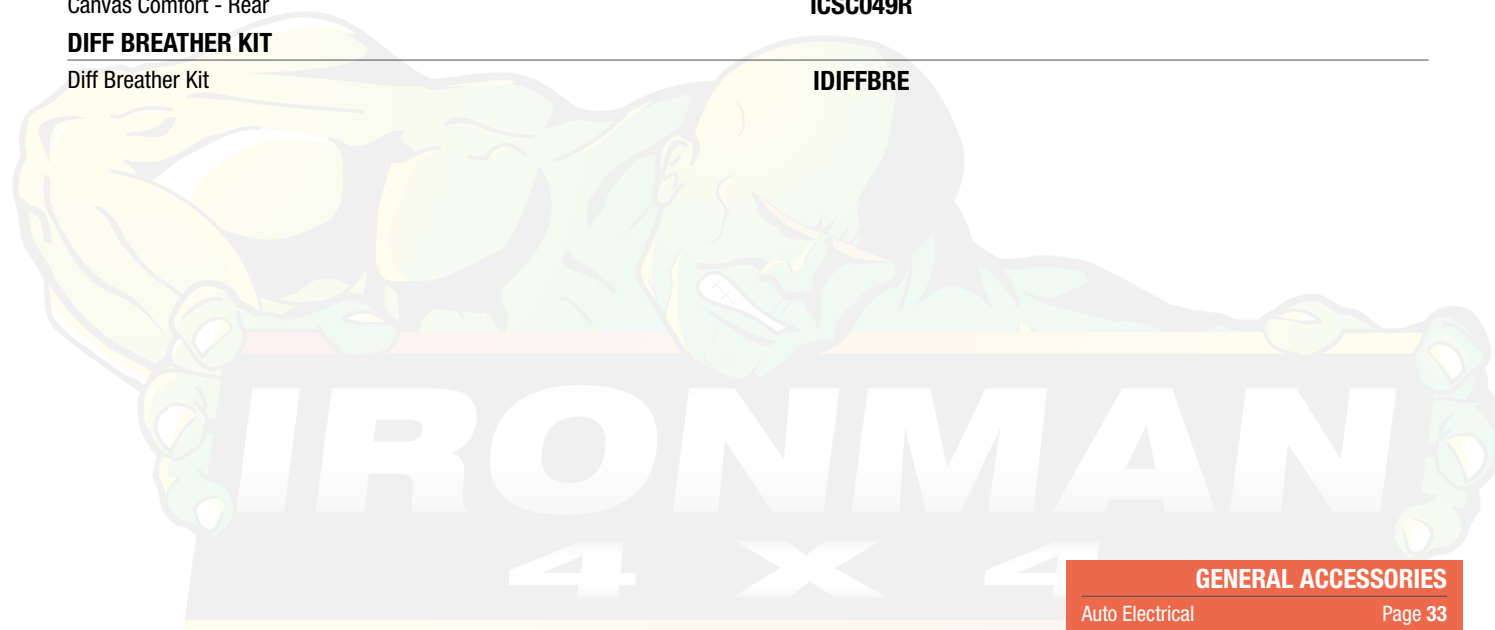 Canvas Comfort - Rear ICSC049R
DIFF BREATHER KIT
Diff Breather Kit IDIFFBRE
IRONMAN
4 X 4
GENERAL ACCESSORIES
Auto Electrical Page 33